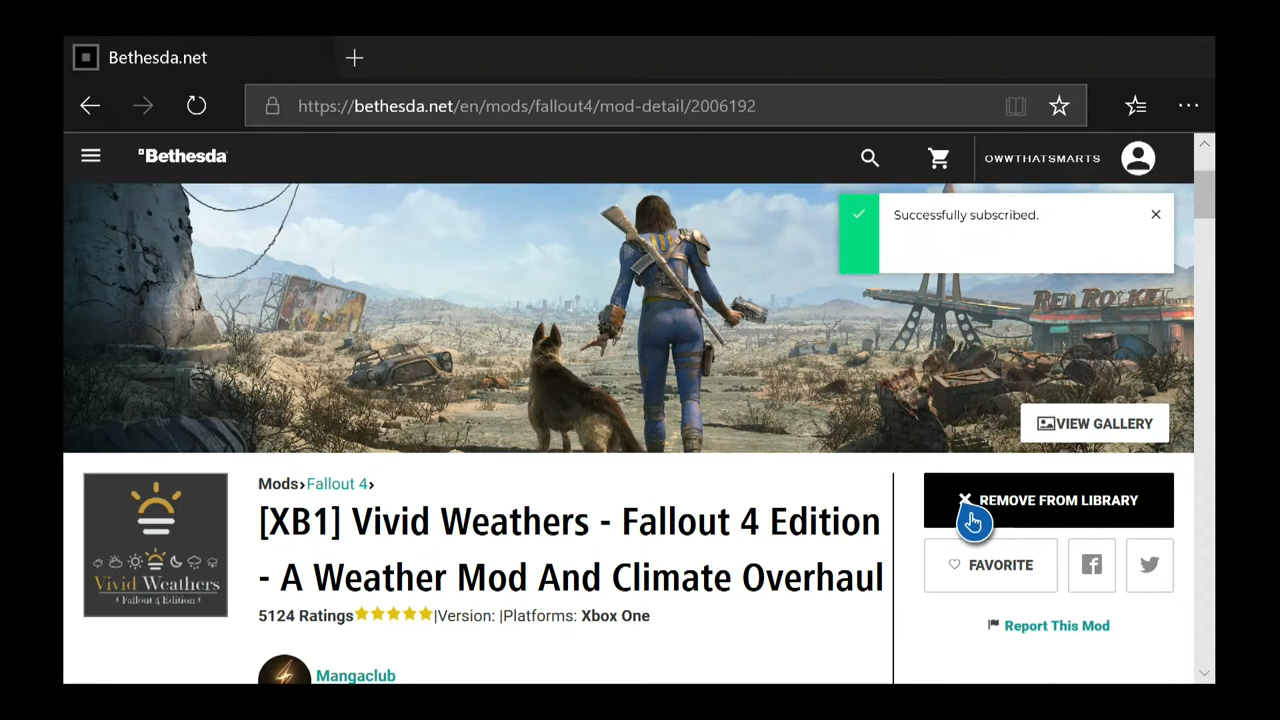 Bethesda.net
https://bethesda.net/en/mods/fallout4/mod-detail/2006192
Bethesda
OWWTHATSMARTS
Successfully subscribed.
RED ROCKET
VIEW GALLERY
Mods›Fallout 4›
REMOVE FROM LIBRARY
[XB1] Vivid Weathers - Fallout 4 Edition
- A Weather Mod And Climate Overhaul
FAVORITE
Vivid Weathers
Fallout 4 Edition
5124 Ratings|Version: |Platforms: Xbox One
Report This Mod
Mangaclub